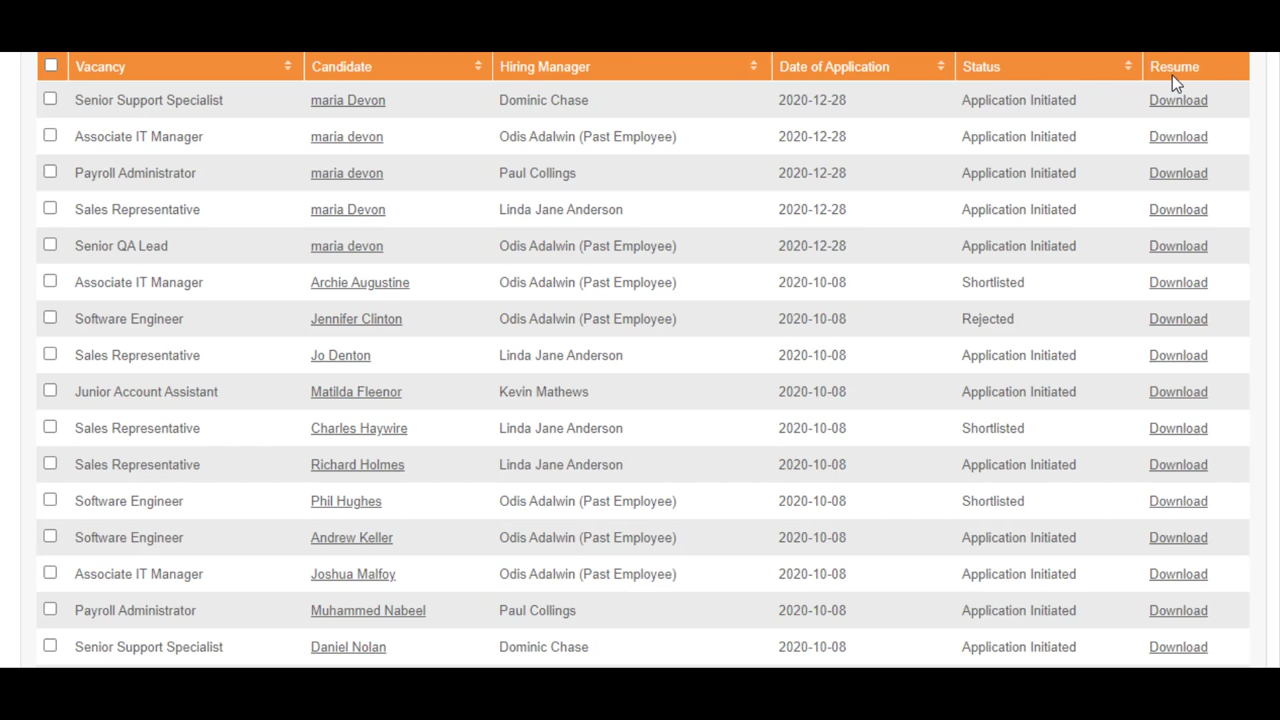 Vacancy Candidate Hiring Manager Date of Application Status Resume
Senior Support Specialist maria Devon Dominic Chase 2020-12-28 Application Initiated Download
Associate IT Manager maria devon Odis Adalwin (Past Employee) 2020-12-28 Application Initiated Download
Payroll Administrator maria devon Paul Collings 2020-12-28 Application Initiated Download
Sales Representative maria Devon Linda Jane Anderson 2020-12-28 Application Initiated Download
Senior QA Lead maria devon Odis Adalwin (Past Employee) 2020-12-28 Application Initiated Download
Associate IT Manager Archie Augustine Odis Adalwin (Past Employee) 2020-10-08 Shortlisted Download
Software Engineer Jennifer Clinton Odis Adalwin (Past Employee) 2020-10-08 Rejected Download
Sales Representative Jo Denton Linda Jane Anderson 2020-10-08 Application Initiated Download
Junior Account Assistant Matilda Fleenor Kevin Mathews 2020-10-08 Application Initiated Download
Sales Representative Charles Haywire Linda Jane Anderson 2020-10-08 Shortlisted Download
Sales Representative Richard Holmes Linda Jane Anderson 2020-10-08 Application Initiated Download
Software Engineer Phil Hughes Odis Adalwin (Past Employee) 2020-10-08 Shortlisted Download
Software Engineer Andrew Keller Odis Adalwin (Past Employee) 2020-10-08 Application Initiated Download
Associate IT Manager Joshua Malfoy Odis Adalwin (Past Employee) 2020-10-08 Application Initiated Download
Payroll Administrator Muhammed Nabeel Paul Collings 2020-10-08 Application Initiated Download
Senior Support Specialist Daniel Nolan Dominic Chase 2020-10-08 Application Initiated Download